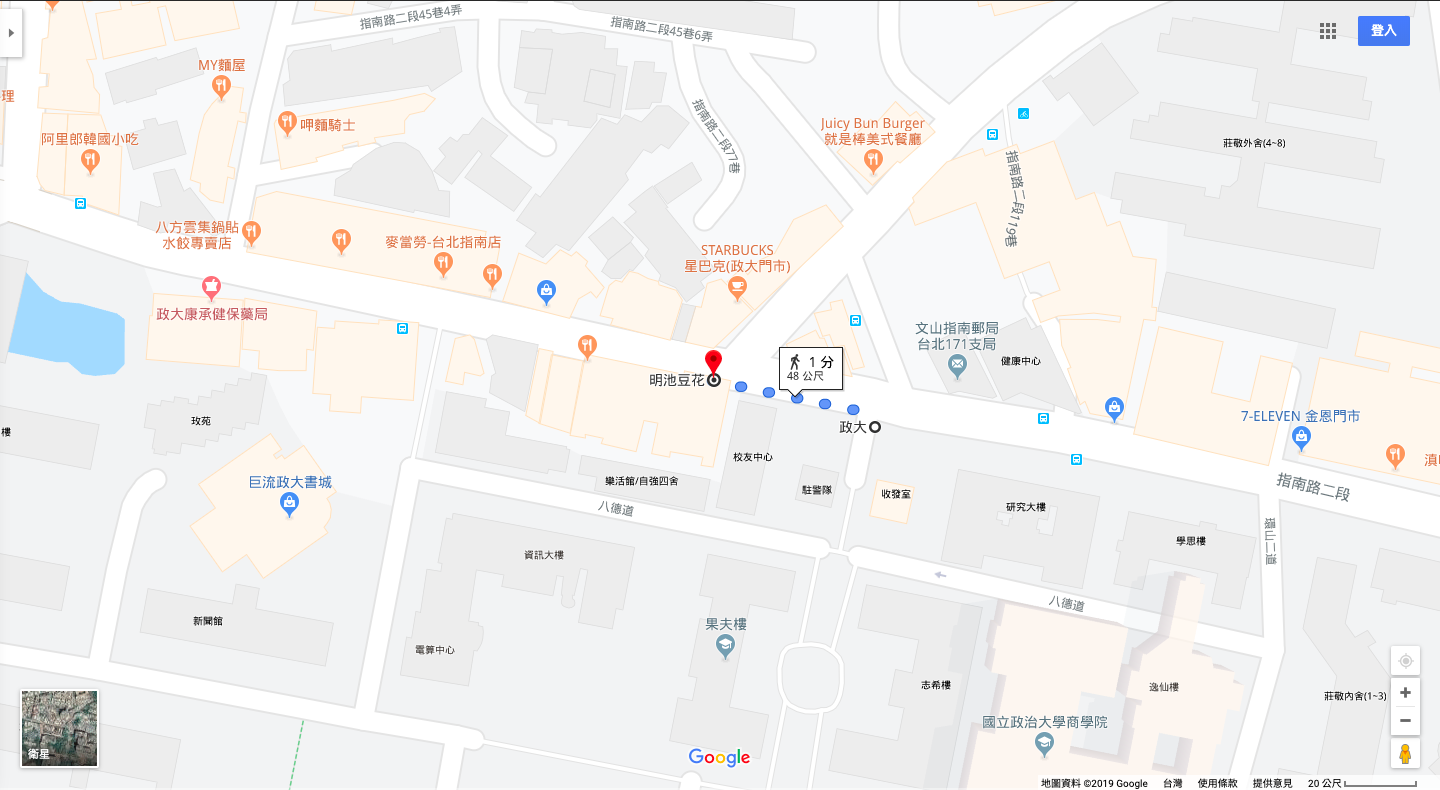 指南路二段45巷4弄
指南路二段45巷6弄
登入
MY麵屋
理
呷麵騎士
阿里郎韓國小吃
指南路二段77巷
Juicy Bun Burger
就是棒美式餐廳
莊敬外舍(4~8)
指南路二段119巷
八方雲集鍋貼
水餃專賣店
麥當勞-台北指南店
STARBUCKS
星巴克(政大門市)
政大康承健保藥局
文山指南郵局
台北171支局
健康中心
1 分
48 公尺
明池豆花
政大
玫苑
樓
7-ELEVEN 金恩門市
校友中心
巨流政大書城
樂活館/自強四舍
駐警隊
收發室
指南路二段
八德道
研究大樓
環山二道
學思樓
資訊大樓
八德道
新聞館
果夫樓
電算中心
志希樓
逸仙樓
莊敬內舍(1~3)
國立政治大學商學院
衛星
Google
地圖資料 ©2019 Google 台灣 使用條款 提供意見 20 公尺